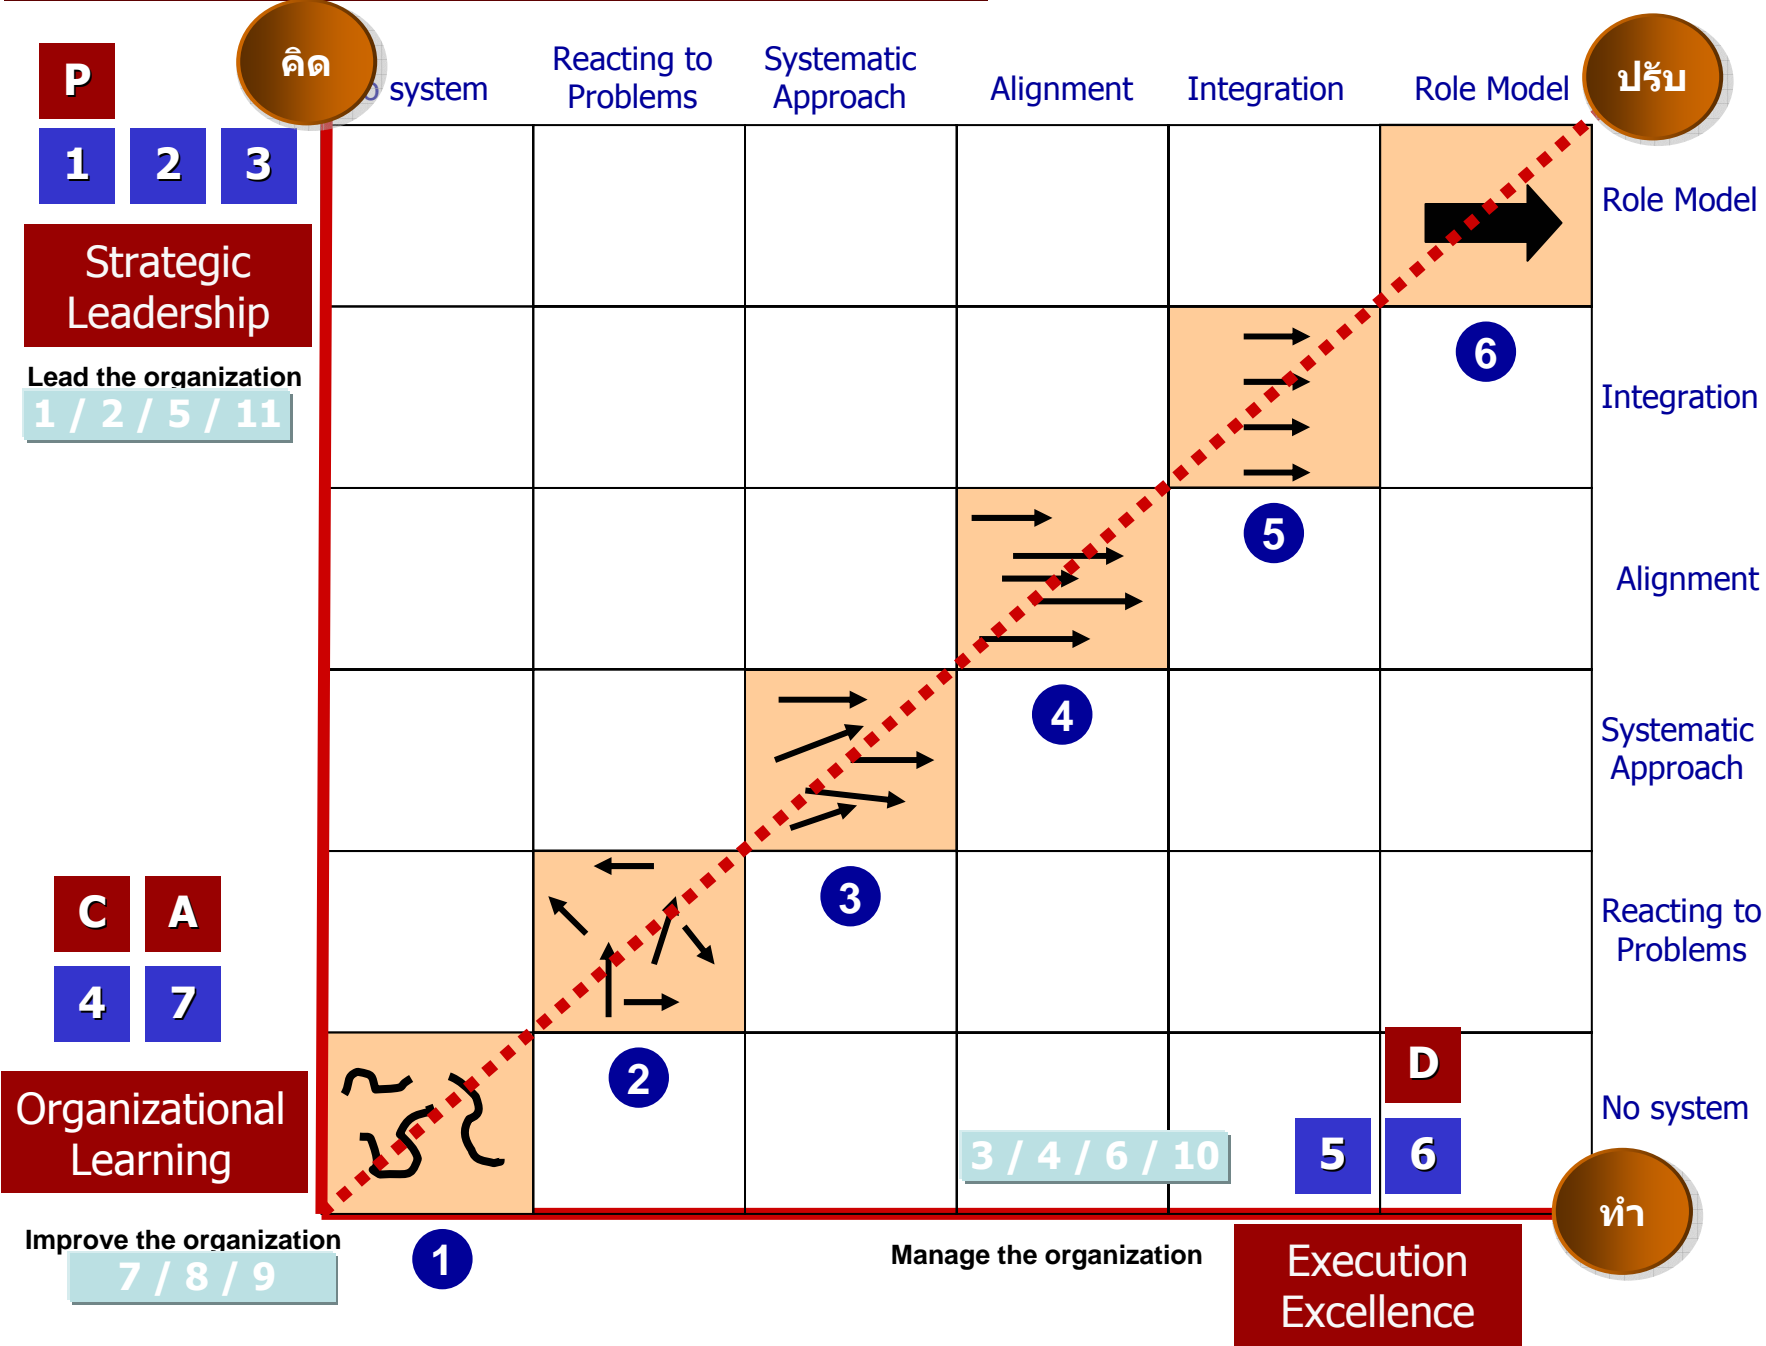 คิด
ปรับ
P
system
Reacting to
Problems
Systematic
Approach
Alignment
Integration
Role Model
1
2
3
Strategic
Leadership
Lead the organization
1 / 2 / 5 / 11
Role Model
6
Integration
5
Alignment
4
Systematic
Approach
3
C
A
4
7
Reacting to
Problems
2
D
Organizational
Learning
No system
3 / 4 / 6 / 10
5
6
ทำ
Improve the organization
7 / 8 / 9
1
Manage the organization
Execution
Excellence